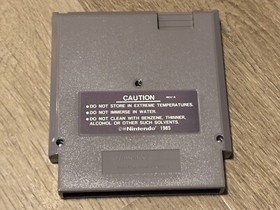 CAUTION
• DO NOT STORE IN EXTREME TEMPERATURES.
• DO NOT IMMERSE IN WATER.
• DO NOT CLEAN WITH BENZENE, THINNER,
ALCOHOL OR OTHER SUCH SOLVENTS.
©®Nintendo 1985